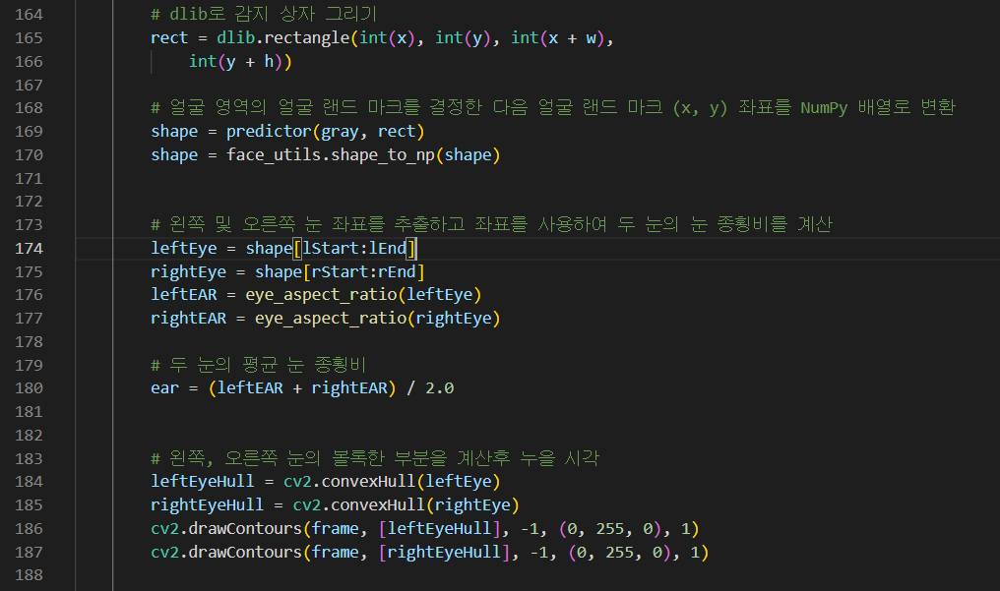 164 # dlib로 감지 상자 그리기
165 rect = dlib.rectangle(int(x), int(y), int(x + w),
166 int(y + h))
167
168 # 얼굴 영역의 얼굴 랜드 마크를 결정한 다음 얼굴 랜드 마크 (x, y) 좌표를 NumPy 배열로 변환
169 shape = predictor(gray, rect)
170 shape = face_utils.shape_to_np(shape)
171
172
173 # 왼쪽 및 오른쪽 눈 좌표를 추출하고 좌표를 사용하여 두 눈의 눈 종횡비를 계산
174 leftEye = shape[lStart:lEnd]
175 rightEye = shape[rStart:rEnd]
176 leftEAR = eye_aspect_ratio(leftEye)
177 rightEAR = eye_aspect_ratio(rightEye)
178
179 # 두 눈의 평균 눈 종횡비
180 ear = (leftEAR + rightEAR) / 2.0
181
182
183 # 왼쪽, 오른쪽 눈의 볼록한 부분을 계산후 누을 시각
184 leftEyeHull = cv2.convexHull(leftEye)
185 rightEyeHull = cv2.convexHull(rightEye)
186 cv2.drawContours(frame, [leftEyeHull], -1, (0, 255, 0), 1)
187 cv2.drawContours(frame, [rightEyeHull], -1, (0, 255, 0), 1)
188